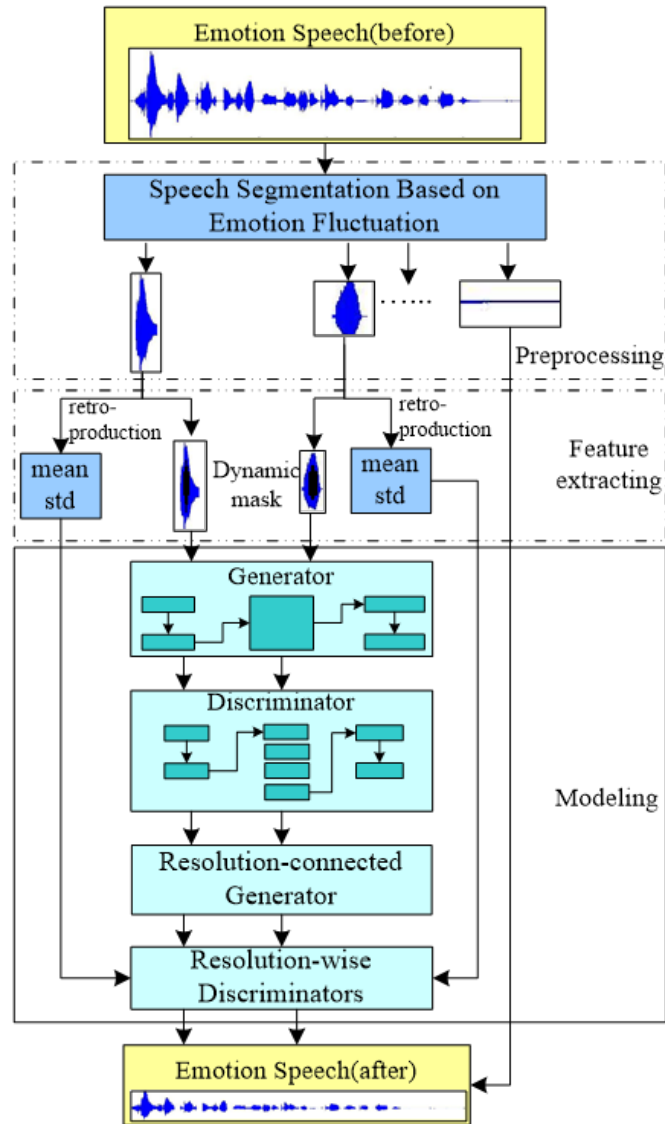 Emotion Speech(before)
Speech Segmentation Based on
Emotion Fluctuation
......
Preprocessing
retro-
production
mean
std
Dynamic
mask
retro-
production
mean
std
Feature
extracting
Generator
Discriminator
Modeling
Resolution-connected
Generator
Resolution-wise
Discriminators
Emotion Speech(after)